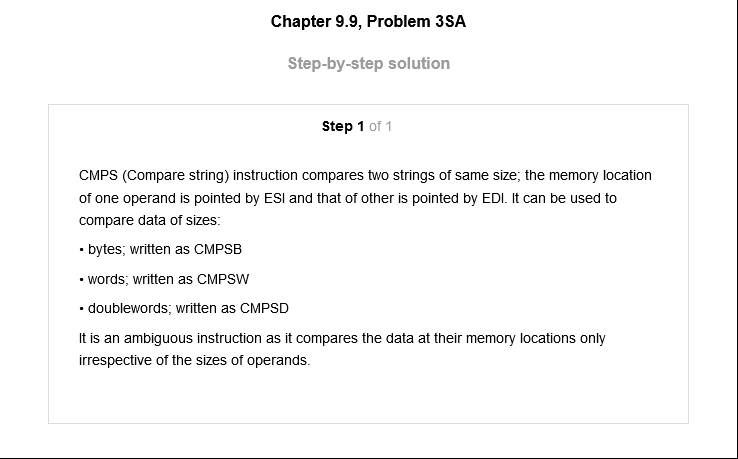 Chapter 9.9, Problem 3SA
Step-by-step solution
Step 1 of 1
CMPS (Compare string) instruction compares two strings of same size; the memory location
of one operand is pointed by ESI and that of other is pointed by EDI. It can be used to
compare data of sizes:
• bytes; written as CMPSB
• words; written as CMPSW
• doublewords; written as CMPSD
It is an ambiguous instruction as it compares the data at their memory locations only
irrespective of the sizes of operands.